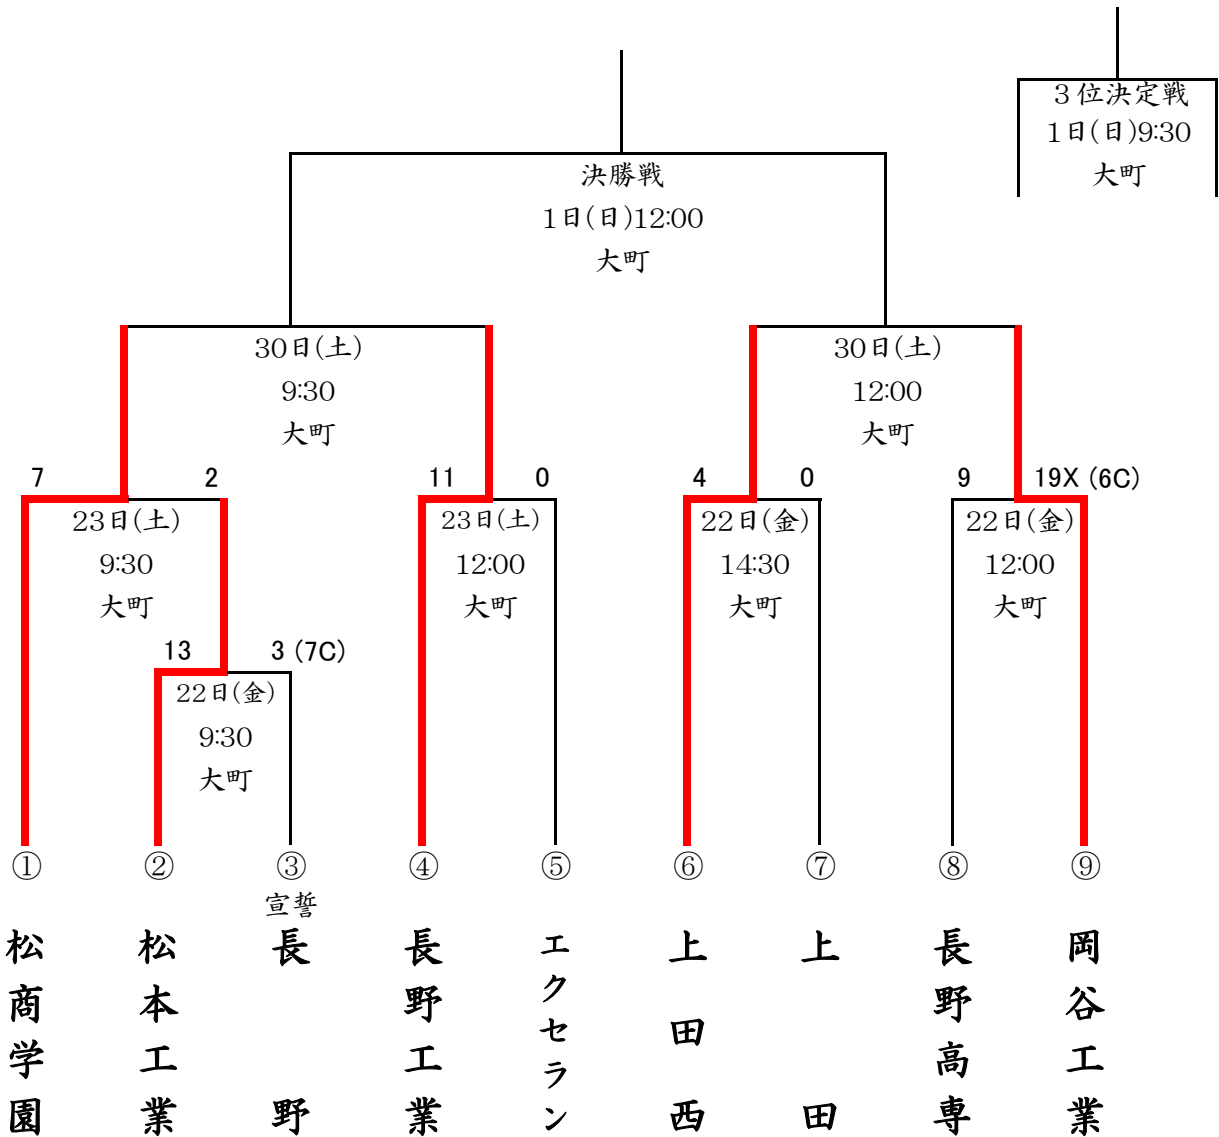 3位決定戦
1日(日)9:30
大町
決勝戦
1日(日)12:00
大町
30日(土)
9:30
大町
30日(土)
12:00
大町
7
2
11
0
4
0
9
19X (6C)
23日(土)
9:30
大町
23日(土)
12:00
大町
22日(金)
14:30
大町
22日(金)
12:00
大町
13
3 (7C)
22日(金)
9:30
大町
①
②
③
④
⑤
⑥
⑦
⑧
⑨
宣誓
松商学園
松本工業
長野
長野工業
エクセラン
上田西
上田
長野高専
岡谷工業